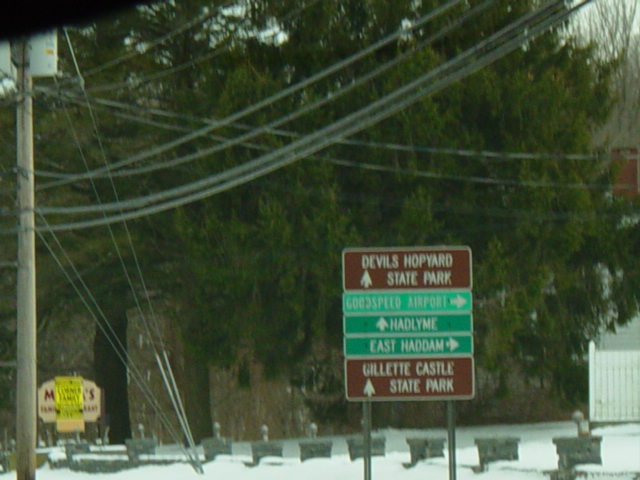 DEVILS HOPYARD
STATE PARK
GOODSPEED AIRPORT
HADLYME
EAST HADDAM
GILLETTE CASTLE
STATE PARK